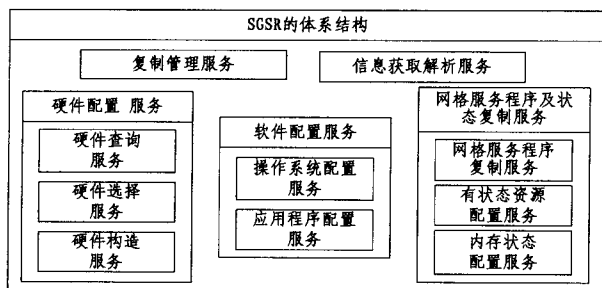 SGSR的体系结构
复制管理服务
信息获取解析服务
硬件配置 服务
硬件查询
服务
硬件选择
服务
硬件构造
服务
软件配置服务
操作系统配置
服务
应用程序配置
服务
网格服务程序及状
态复制服务
网格服务程序
复制服务
有状态资源
配置服务
内存状态
配置服务